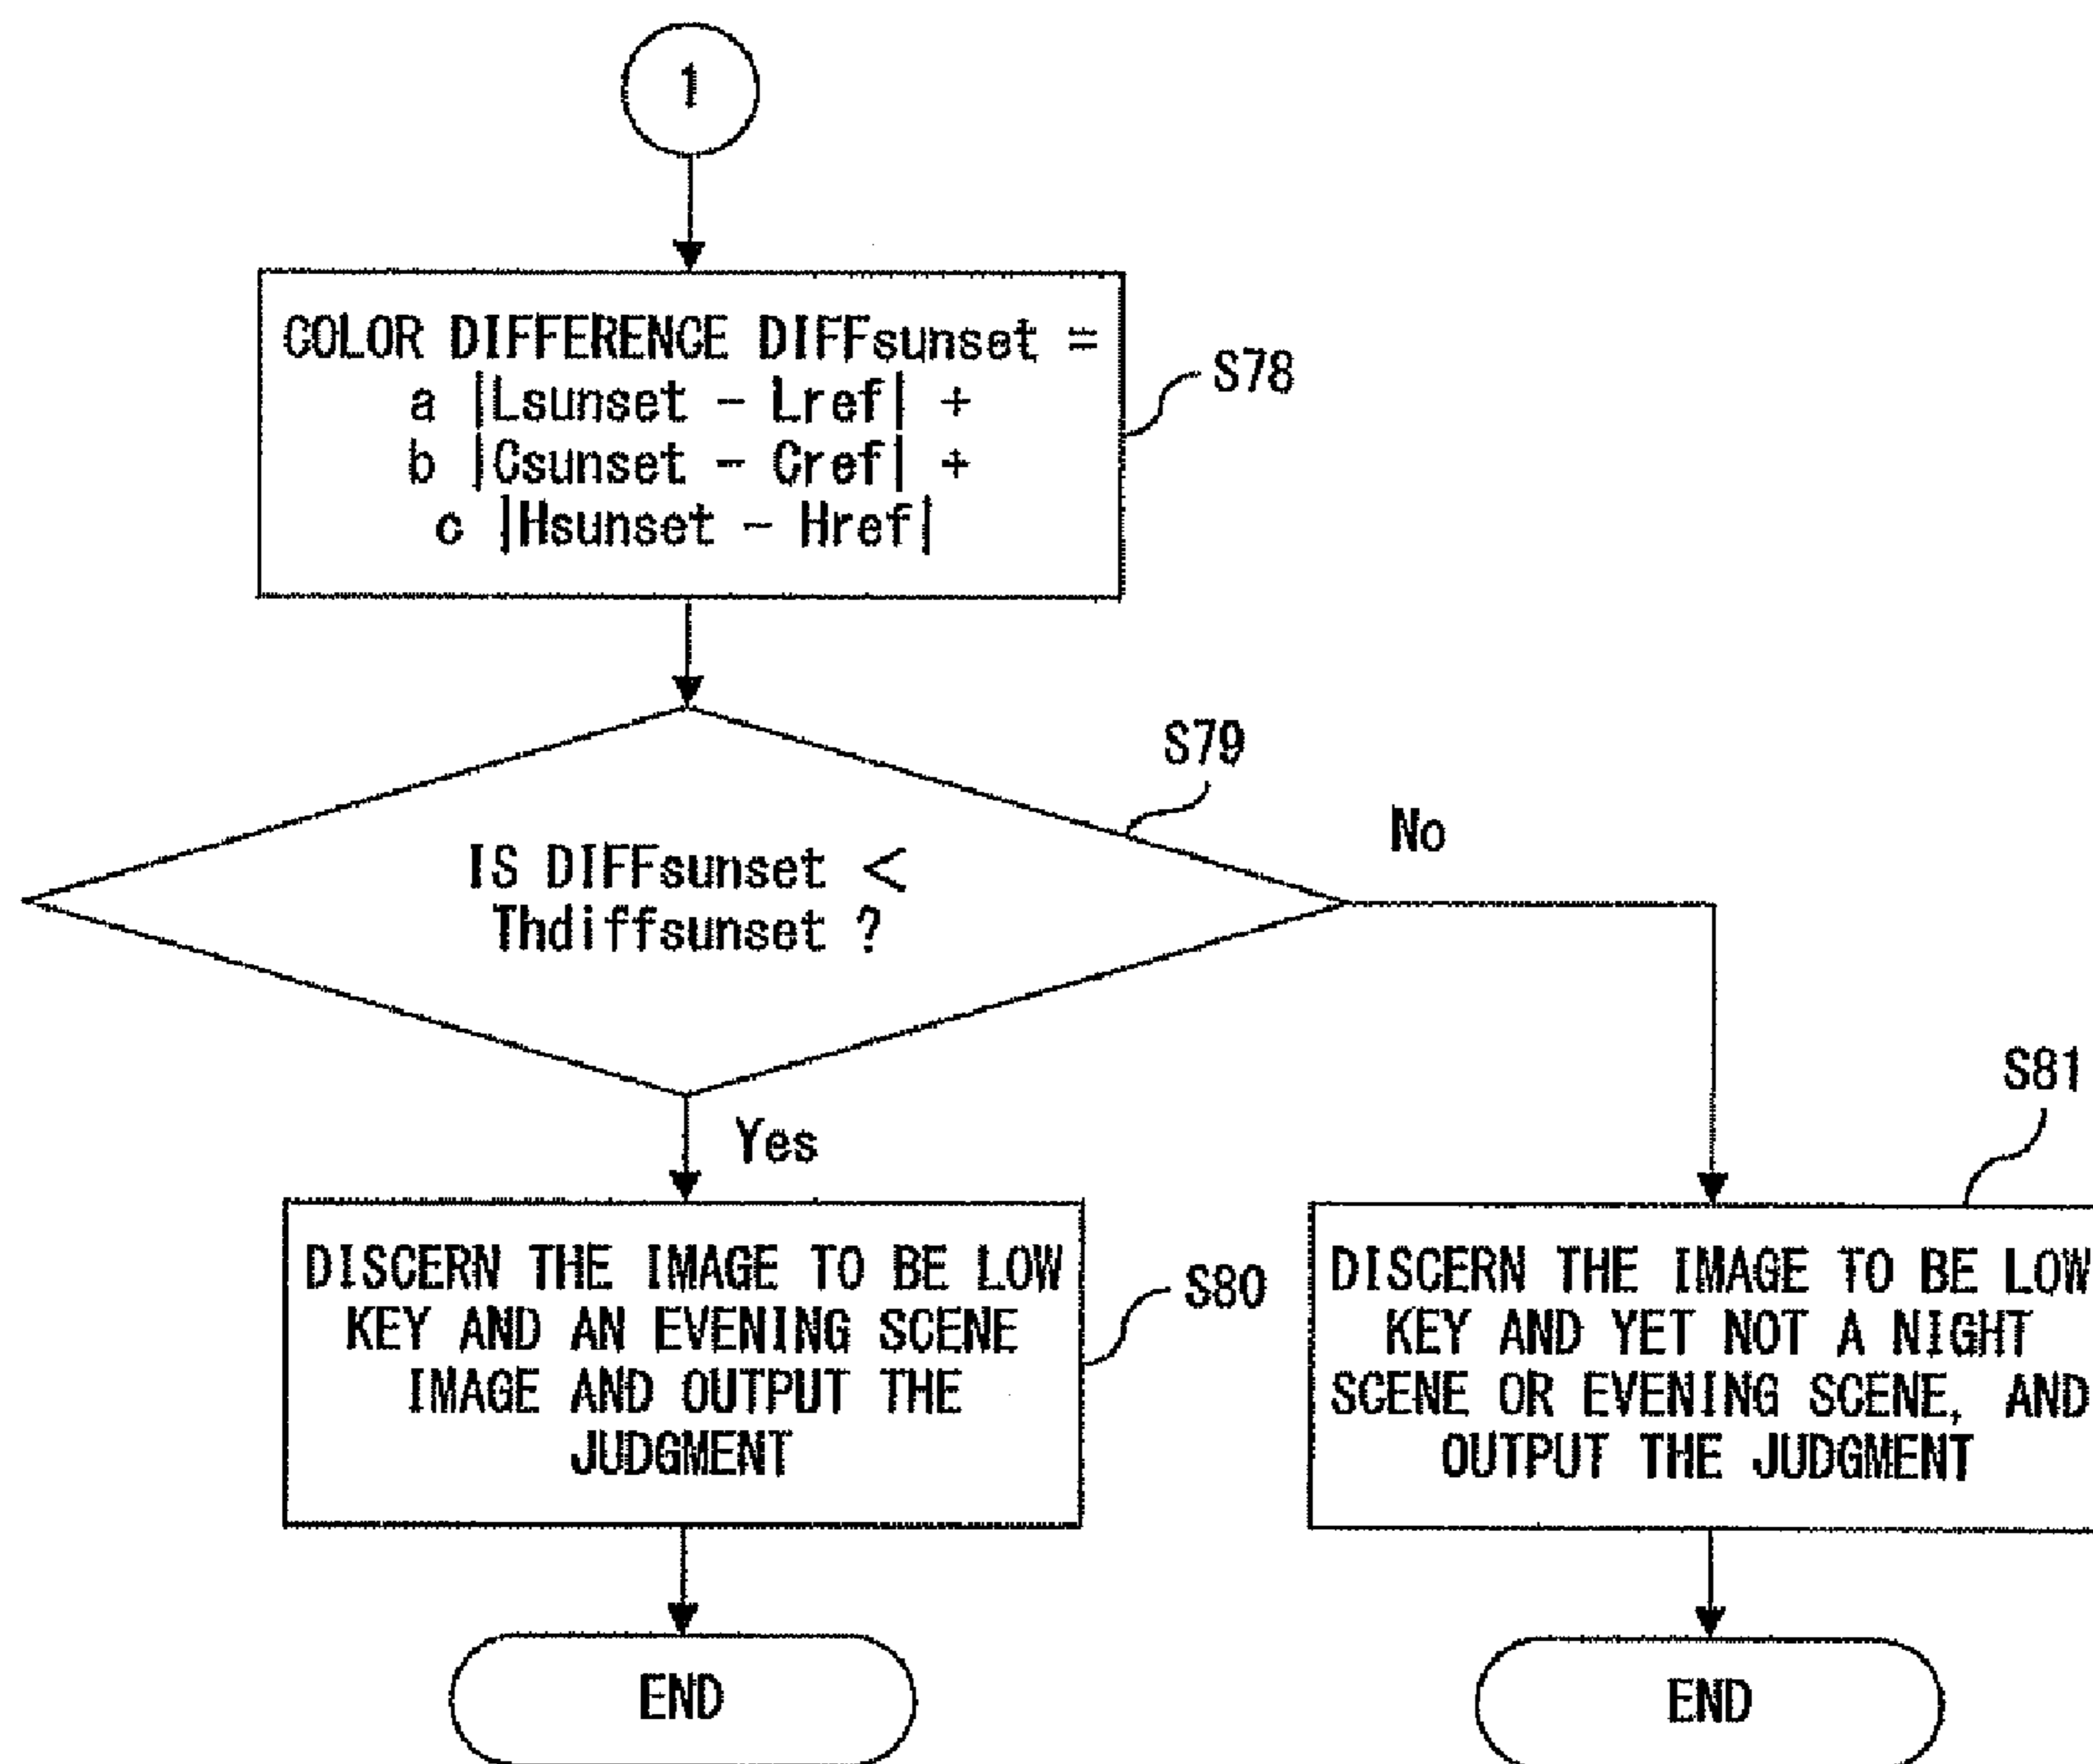 1
COLOR DIFFERENCE DIFFsunset =
a |Lsunset - Lref| +
b |Csunset - Cref| +
c |Hsunset - Href|
S78
S79
IS DIFFsunset <
Thdiffsunset ?
No
Yes
S81
DISCERN THE IMAGE TO BE LOW
KEY AND AN EVENING SCENE
IMAGE AND OUTPUT THE
JUDGMENT
S80
DISCERN THE IMAGE TO BE LOW
KEY AND YET NOT A NIGHT
SCENE OR EVENING SCENE, AND
OUTPUT THE JUDGMENT
END
END